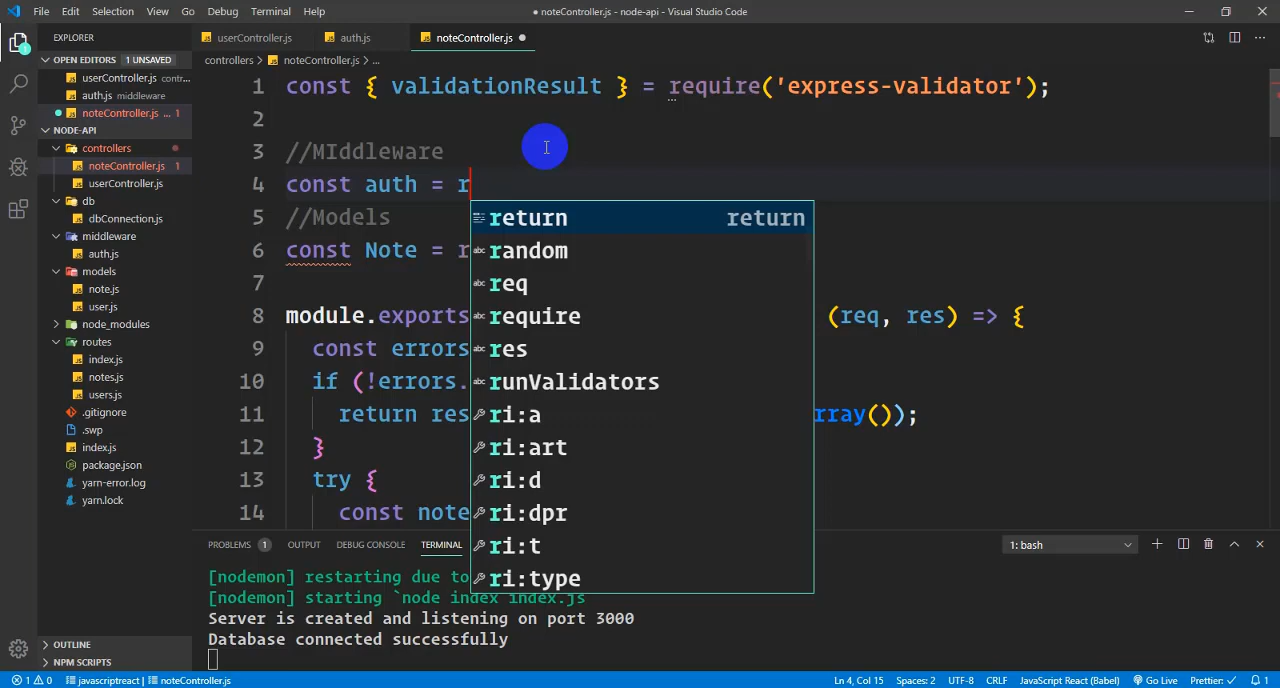 File Edit Selection View Go Debug Terminal Help
● noteController.js - node-api - Visual Studio Code
EXPLORER
userController.js
auth.js
noteController.js ●
OPEN EDITORS 1 UNSAVED
userController.js contr...
auth.js middleware
● noteController.js ... 1
NODE-API
controllers
noteController.js 1
userController.js
db
dbConnection.js
middleware
auth.js
models
note.js
user.js
node_modules
routes
index.js
notes.js
users.js
.gitignore
.swp
index.js
package.json
yarn-error.log
yarn.lock
OUTLINE
NPM SCRIPTS
controllers > noteController.js > ...
1 const { validationResult } = require('express-validator');
2
3 //MIddleware
4 const auth = r
5 //Models
6 const Note = r
7
8 module.exports (req, res) => {
9 const errors
10 if (!errors.
11 return res rray());
12 }
13 try {
14 const note
return return
random
req
require
res
runValidators
ri:a
ri:art
ri:d
ri:dpr
ri:t
ri:type
PROBLEMS 1 OUTPUT DEBUG CONSOLE TERMINAL 1: bash
[nodemon] restarting due to
[nodemon] starting `node index index.js
Server is created and listening on port 3000
Database connected successfully
1 0 javascriptreact | noteController.js Ln 4, Col 15 Spaces: 2 UTF-8 CRLF JavaScript React (Babel) Go Live Prettier: ✓ 1